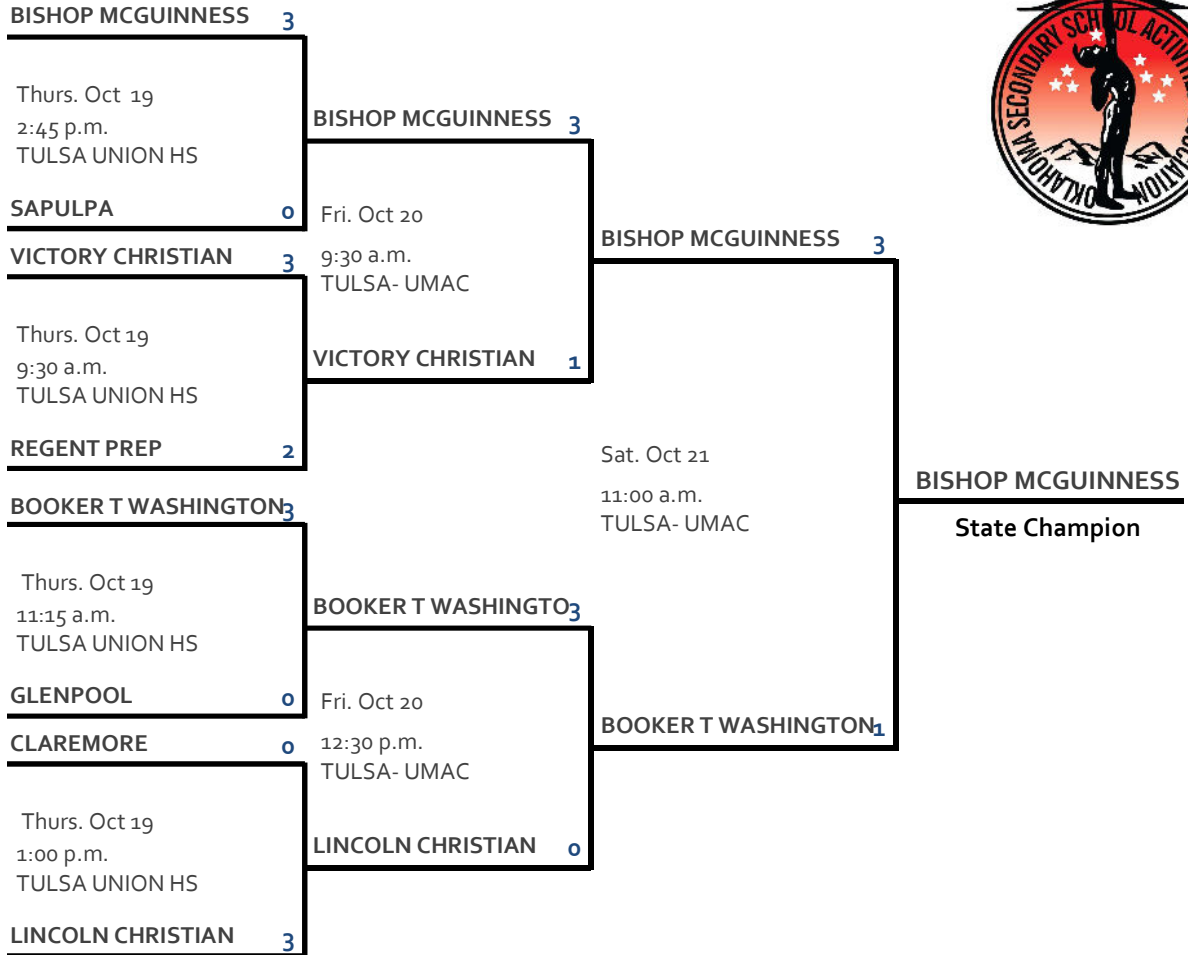 BISHOP MCGUINNESS 3
Thurs. Oct 19
2:45 p.m.
TULSA UNION HS
SAPULPA 0
VICTORY CHRISTIAN 3
Thurs. Oct 19
9:30 a.m.
TULSA UNION HS
REGENT PREP 2
BOOKER T WASHINGTON 3
Thurs. Oct 19
11:15 a.m.
TULSA UNION HS
GLENPOOL 0
CLAREMORE 0
Thurs. Oct 19
1:00 p.m.
TULSA UNION HS
LINCOLN CHRISTIAN 3
BISHOP MCGUINNESS 3
Fri. Oct 20
9:30 a.m.
TULSA- UMAC
VICTORY CHRISTIAN 1
BOOKER T WASHINGTO 3
Fri. Oct 20
12:30 p.m.
TULSA- UMAC
LINCOLN CHRISTIAN 0
BISHOP MCGUINNESS 3
Sat. Oct 21
11:00 a.m.
TULSA- UMAC
BOOKER T WASHINGTON 1
BISHOP MCGUINNESS
State Champion
OKLAHOMA SECONDARY SCHOOL